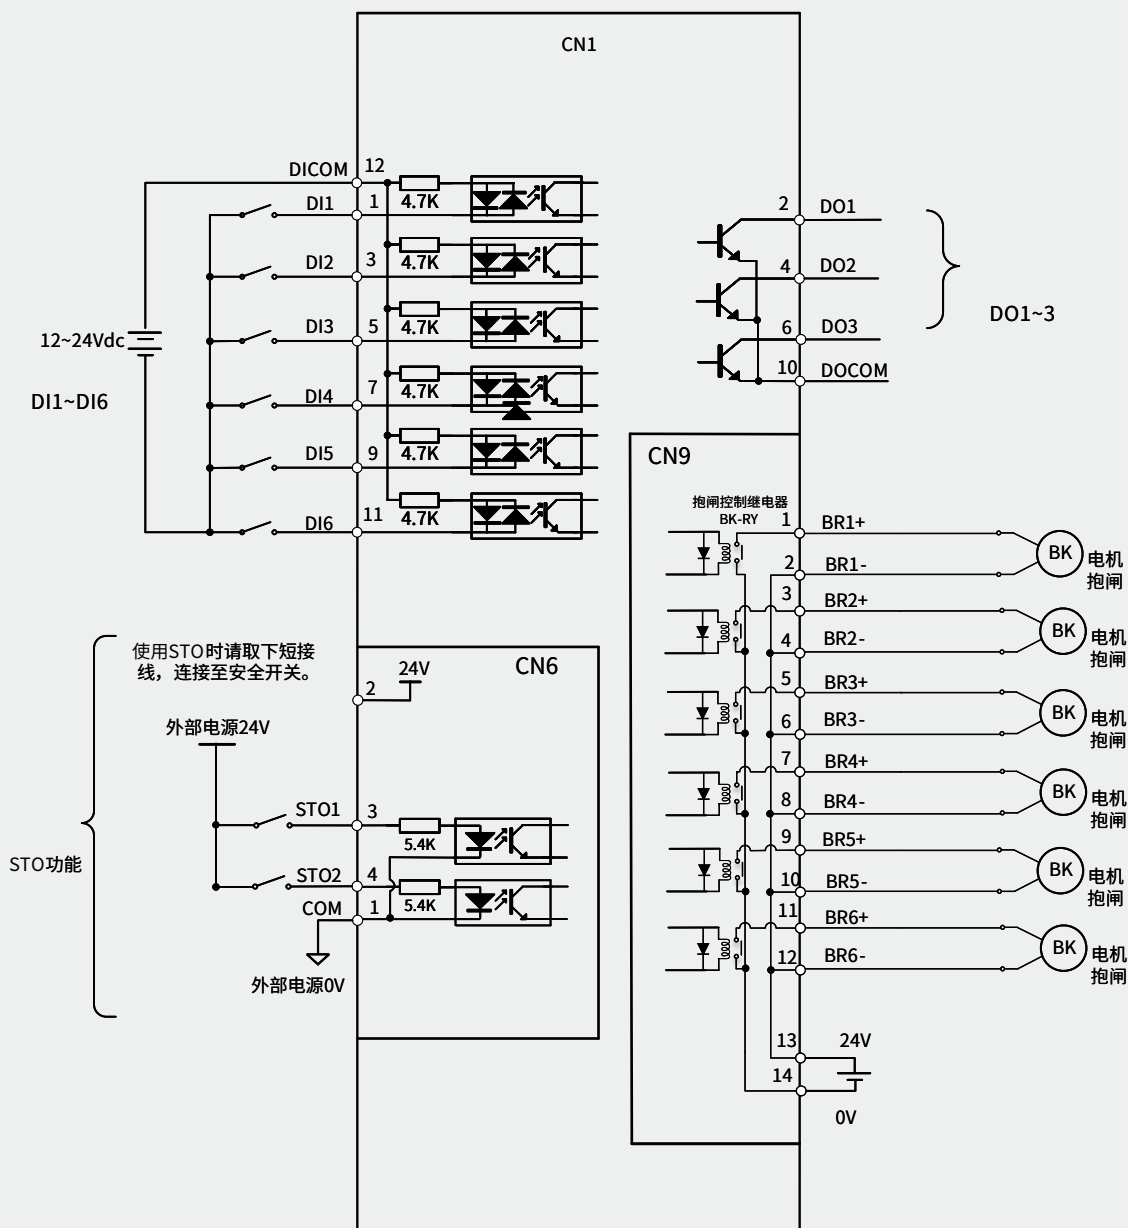 CN1
DICOM
12
4.7K
DI1
1
DI2
3
4.7K
DI3
5
4.7K
DI4
7
4.7K
DI5
9
4.7K
DI6
11
4.7K
12~24Vdc
DI1~DI6
2
DO1
4
DO2
6
DO3
10
DOCOM
DO1~3
CN9
抱闸控制继电器
BK-RY
1
BR1+
2
BR1-
BK
电机
抱闸
3
BR2+
4
BR2-
BK
电机
抱闸
5
BR3+
6
BR3-
BK
电机
抱闸
7
BR4+
8
BR4-
BK
电机
抱闸
9
BR5+
10
BR5-
BK
电机
抱闸
11
BR6+
12
BR6-
BK
电机
抱闸
13
24V
14
0V
使用STO时请取下短接
线，连接至安全开关。
CN6
24V
2
外部电源24V
STO1
3
5.4K
STO2
4
5.4K
COM
1
外部电源0V
STO功能